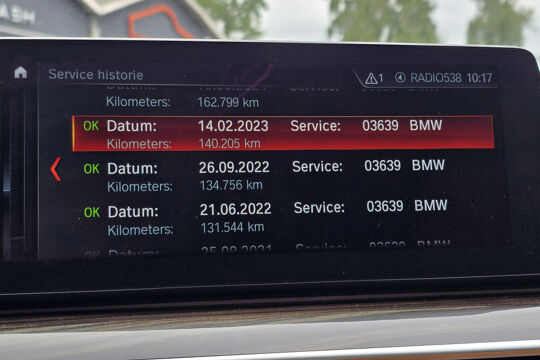 Service historie
1 4 RADIO538 10:17
Kilometers: 162.799 km
OK Datum: 14.02.2023 Service: 03639 BMW
Kilometers: 140.205 km
OK Datum: 26.09.2022 Service: 03639 BMW
Kilometers: 134.756 km
OK Datum: 21.06.2022 Service: 03639 BMW
Kilometers: 131.544 km